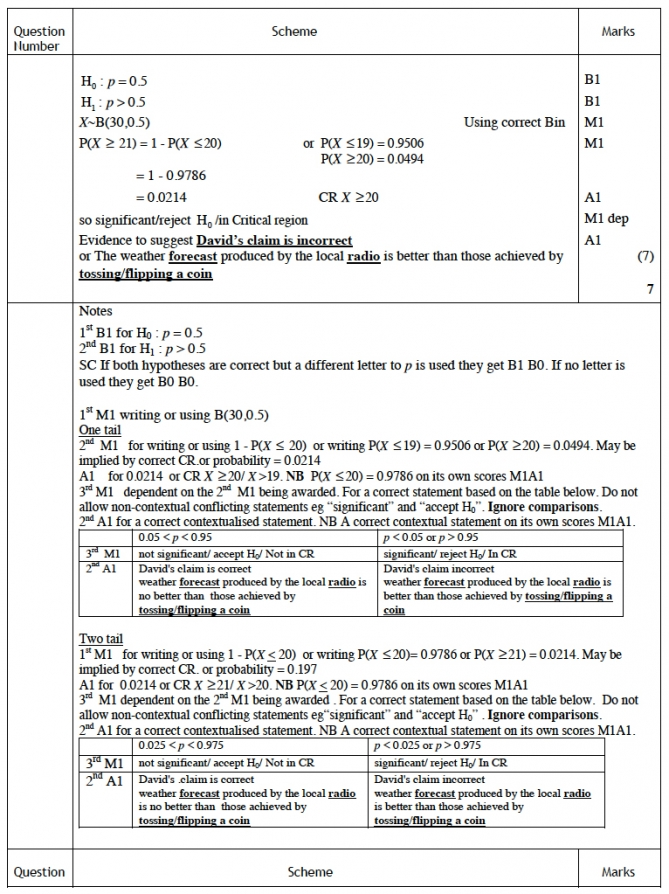 Question Number Scheme Marks
H₀ : p = 0.5 B1
H₁ : p > 0.5 B1
X~B(30,0.5) Using correct Bin M1
P(X ≥ 21) = 1 - P(X ≤20) or P(X ≤19) = 0.9506 M1
P(X ≥20) = 0.0494
= 1 - 0.9786
= 0.0214 CR X ≥20 A1
so significant/reject H₀ /in Critical region M1 dep
Evidence to suggest David's claim is incorrect A1
or The weather forecast produced by the local radio is better than those achieved by (7)
tossing/flipping a coin
7
Notes
1st B1 for H₀ : p = 0.5
2nd B1 for H₁ : p > 0.5
SC If both hypotheses are correct but a different letter to p is used they get B1 B0. If no letter is
used they get B0 B0.
1st M1 writing or using B(30,0.5)
One tail
2nd M1 for writing or using 1 - P(X ≤ 20) or writing P(X ≤19) = 0.9506 or P(X ≥20) = 0.0494. May be
implied by correct CR.or probability = 0.0214
A1 for 0.0214 or CR X ≥20/ X>19. NB P(X ≤20) = 0.9786 on its own scores M1A1
3rd M1 dependent on the 2nd M1 being awarded. For a correct statement based on the table below. Do not
allow non-contextual conflicting statements eg "significant" and "accept H₀". Ignore comparisons.
2nd A1 for a correct contextualised statement. NB A correct contextual statement on its own scores M1A1.
0.05 < p < 0.95 p < 0.05 or p > 0.95
3rd M1 not significant/ accept H₀/ Not in CR significant/ reject H₀/ In CR
2nd A1 David's claim is correct David's claim incorrect
weather forecast produced by the local radio is weather forecast produced by the local radio is
no better than those achieved by better than those achieved by tossing/flipping a
tossing/flipping a coin coin
Two tail
1st M1 for writing or using 1 - P(X ≤ 20) or writing P(X ≤20)= 0.9786 or P(X ≥21) = 0.0214. May be
implied by correct CR. or probability = 0.197
A1 for 0.0214 or CR X ≥21/ X >20. NB P(X ≤ 20) = 0.9786 on its own scores M1A1
3rd M1 dependent on the 2nd M1 being awarded . For a correct statement based on the table below. Do not
allow non-contextual conflicting statements eg"significant" and "accept H₀" . Ignore comparisons.
2nd A1 for a correct contextualised statement. NB A correct contextual statement on its own scores M1A1.
0.025 < p < 0.975 p < 0.025 or p > 0.975
3rd M1 not significant/ accept H₀/ Not in CR significant/ reject H₀/ In CR
2nd A1 David's .claim is correct David's claim incorrect
weather forecast produced by the local radio weather forecast produced by the local radio
is no better than those achieved by is better than those achieved by
tossing/flipping a coin tossing/flipping a coin
Question Scheme Marks